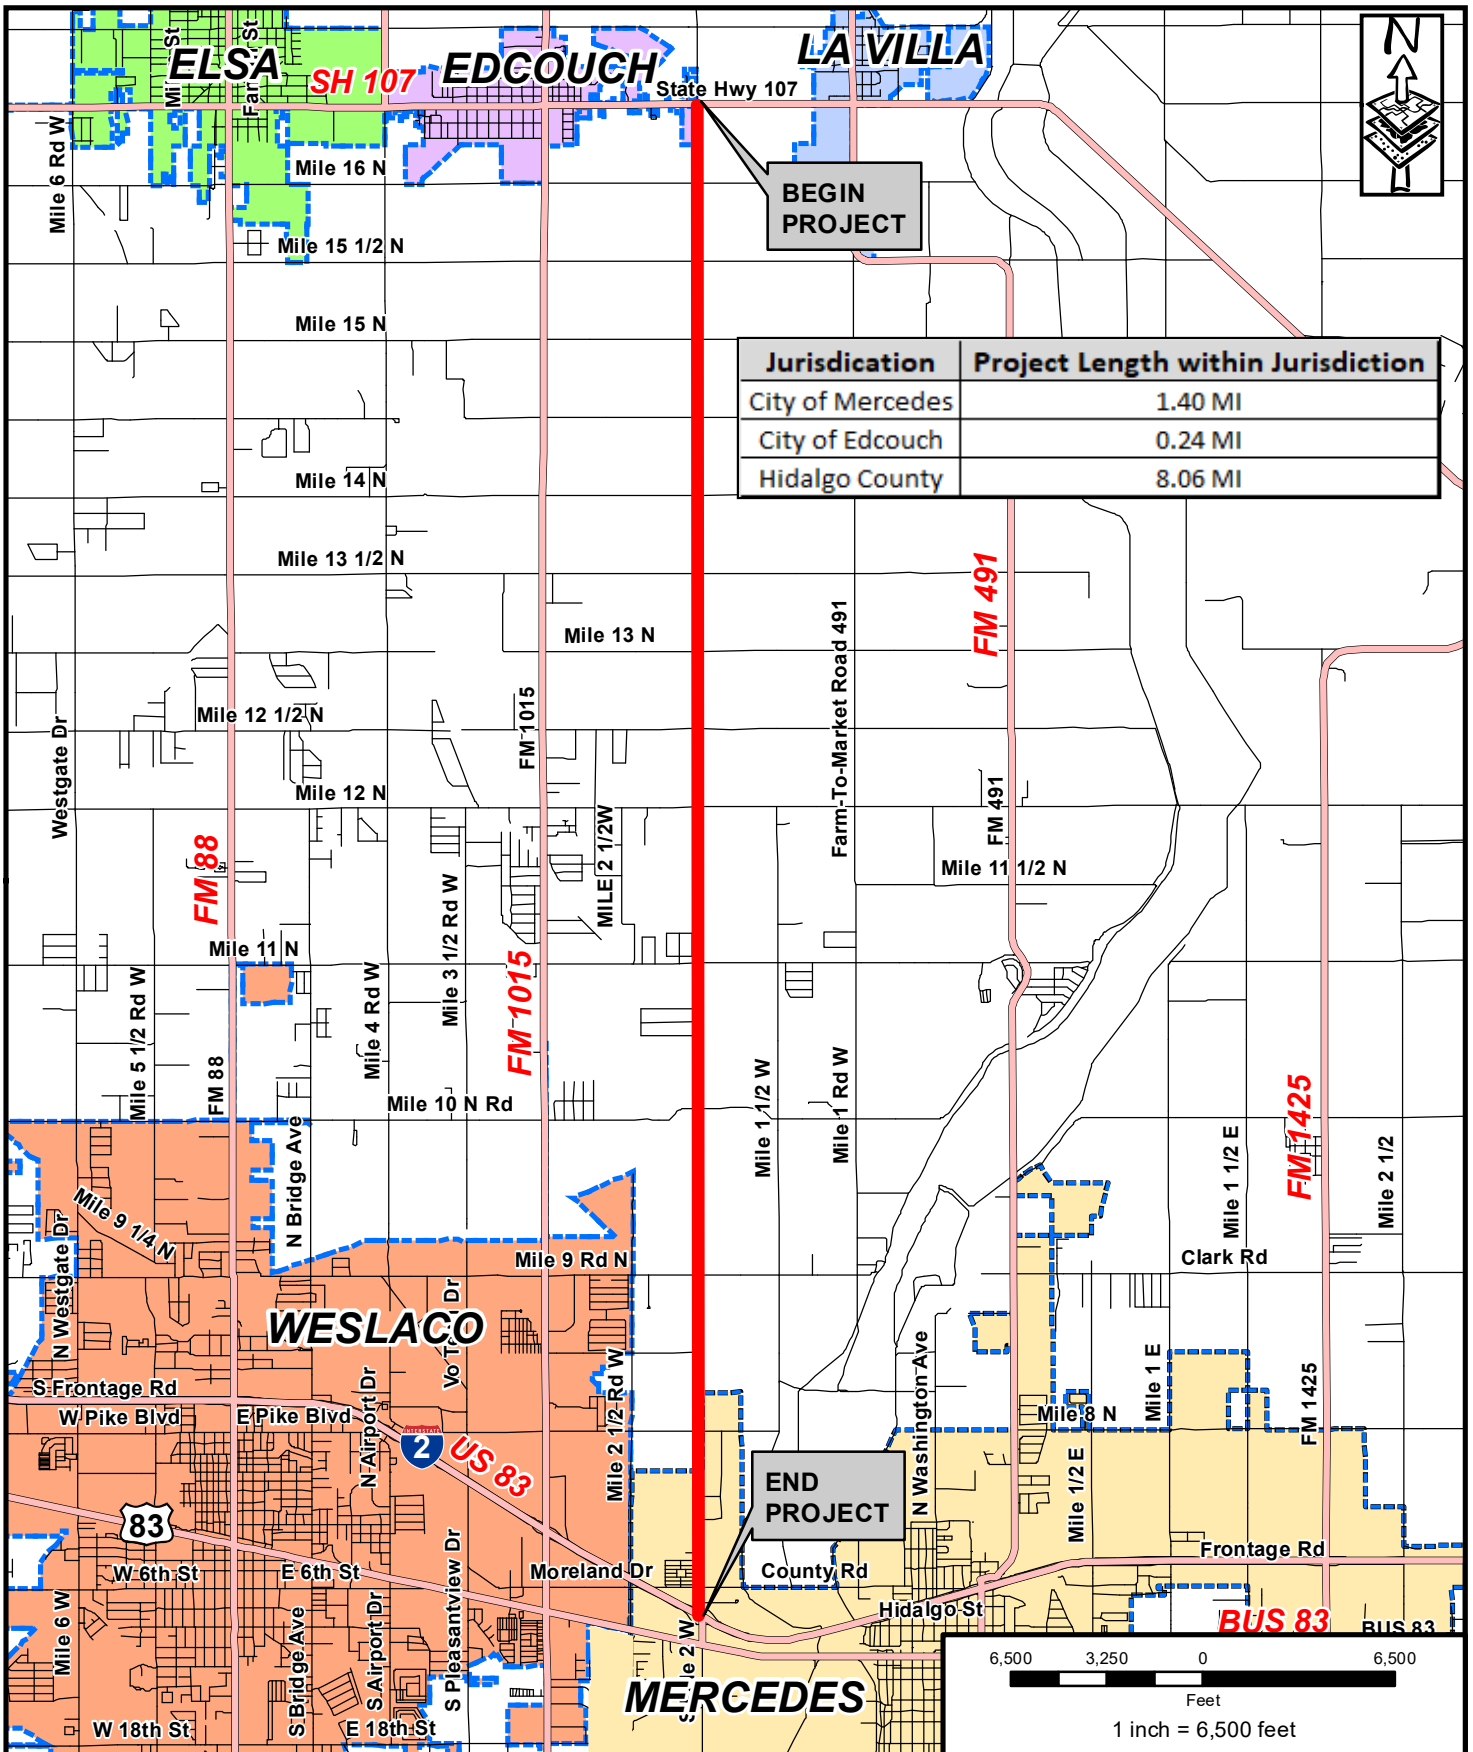 ELSA
EDCOUCH
LA VILLA
SH 107
State Hwy 107
N
Mile 6 Rd W
Mile 16 N
BEGIN
PROJECT
Mile 15 1/2 N
Mile 15 N
Jurisdication Project Length within Jurisdiction
City of Mercedes 1.40 MI
City of Edcouch 0.24 MI
Hidalgo County 8.06 MI
Mile 14 N
Mile 13 1/2 N
FM 491
Farm-To-Market Road 491
Mile 13 N
Mile 12 1/2 N
FM 1015
Westgate Dr
Mile 12 N
MILE 2 1/2W
FM 491
FM 88
Mile 11 1/2 N
Mile 11 N
Mile 3 1/2 Rd W
FM 1015
Mile 5 1/2 Rd W
Mile 4 Rd W
FM 88
Mile 10 N Rd
Mile 1 1/2 W
Mile 1 Rd W
FM 1425
Mile 1 1/2 E
Mile 2 1/2
N Bridge Ave
Mile 9 1/4 N
N Westgate Dr
Mile 9 Rd N
Clark Rd
WESLACO
N Airport Dr
Mile 2 1/2 Rd W
N Washington Ave
Mile 1 E
FM 1425
S Frontage Rd
W Pike Blvd
E Pike Blvd
Mile 8 N
INTERSTATE
2
US 83
Mile 1/2 E
END
PROJECT
83
W 6th St
E 6th St
Moreland Dr
County Rd
Frontage Rd
Mile 6 W
S Bridge Ave
S Airport Dr
S Pleasantview Dr
Hidalgo St
BUS 83
BUS 83
MERCEDES
W 18th St
E 18th St
6,500 3,250 0 6,500
Feet
1 inch = 6,500 feet